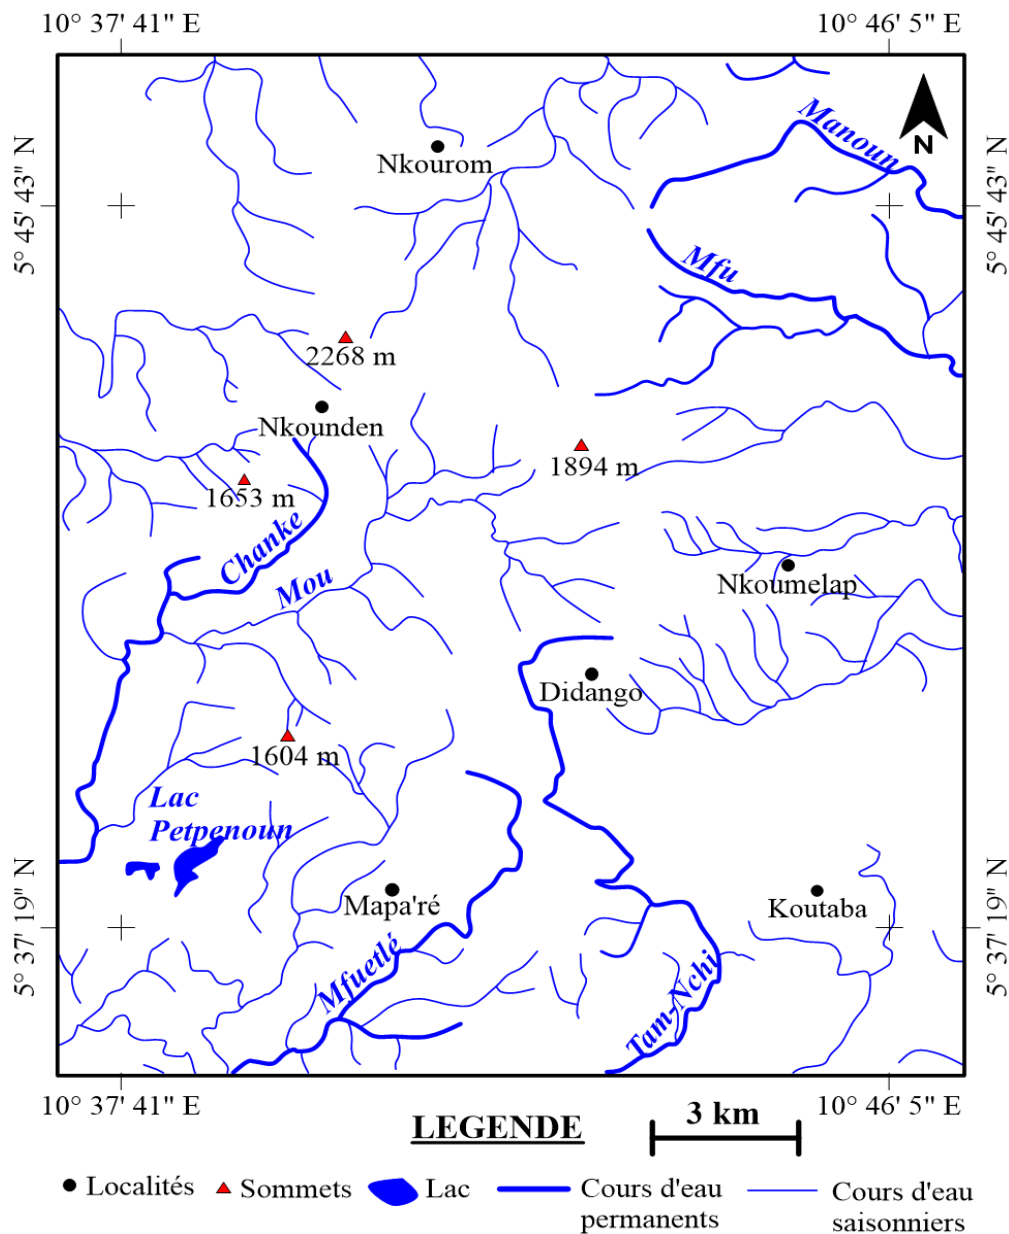 10° 37' 41" E
10° 46' 5" E
Manoun
N
Nkourom
5° 45' 43" N
5° 45' 43" N
Mfu
2268 m
Nkounden
1894 m
1653 m
Chanke
Mou
Nkoumelap
Didango
1604 m
Lac
Petpenoun
Mapa'ré
Koutaba
5° 37' 19" N
5° 37' 19" N
Mfuetlé
Tam-Nchi
10° 37' 41" E
10° 46' 5" E
LEGENDE
3 km
Localités
Sommets
Lac
Cours d'eau
permanents
Cours d'eau
saisonniers